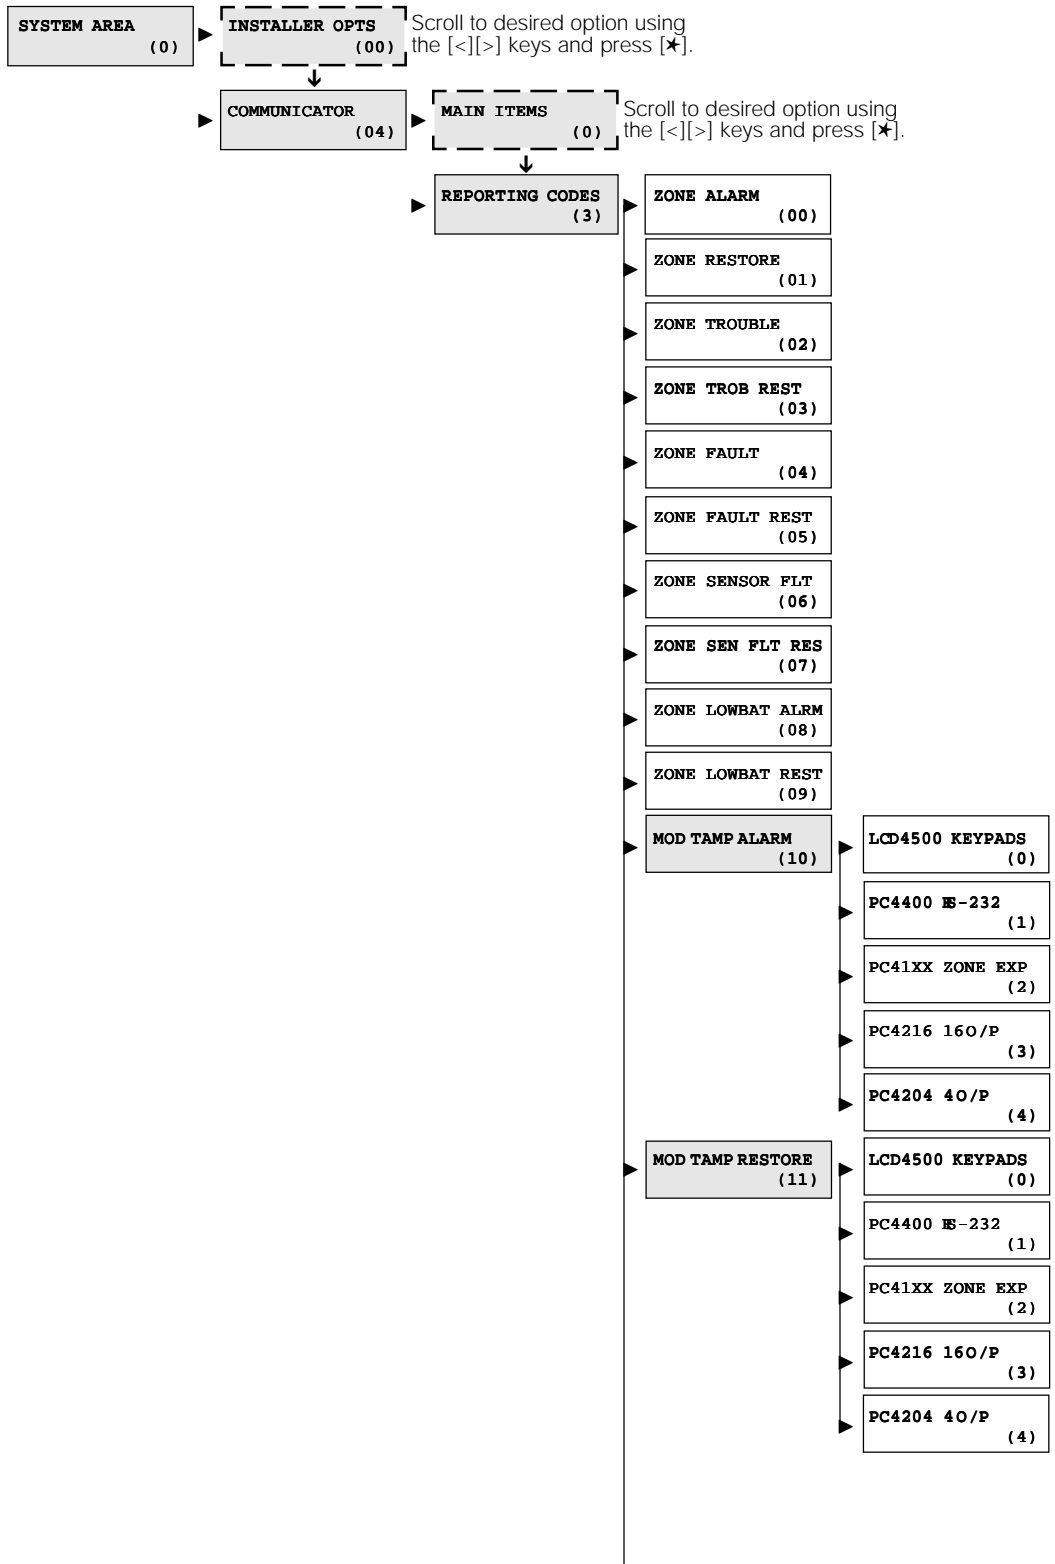 SYSTEM AREA
(0)
INSTALLER OPTS
(00)
Scroll to desired option using
the [<][>] keys and press [★].
COMMUNICATOR
(04)
MAIN ITEMS
(0)
Scroll to desired option using
the [<][>] keys and press [★].
REPORTING CODES
(3)
ZONE ALARM
(00)
ZONE RESTORE
(01)
ZONE TROUBLE
(02)
ZONE TROB REST
(03)
ZONE FAULT
(04)
ZONE FAULT REST
(05)
ZONE SENSOR FLT
(06)
ZONE SEN FLT RES
(07)
ZONE LOWBAT ALRM
(08)
ZONE LOWBAT REST
(09)
MOD TAMP ALARM
(10)
LCD4500 KEYPADS
(0)
PC4400 RS-232
(1)
PC41XX ZONE EXP
(2)
PC4216 16O/P
(3)
PC4204 4O/P
(4)
MOD TAMP RESTORE
(11)
LCD4500 KEYPADS
(0)
PC4400 RS-232
(1)
PC41XX ZONE EXP
(2)
PC4216 16O/P
(3)
PC4204 4O/P
(4)